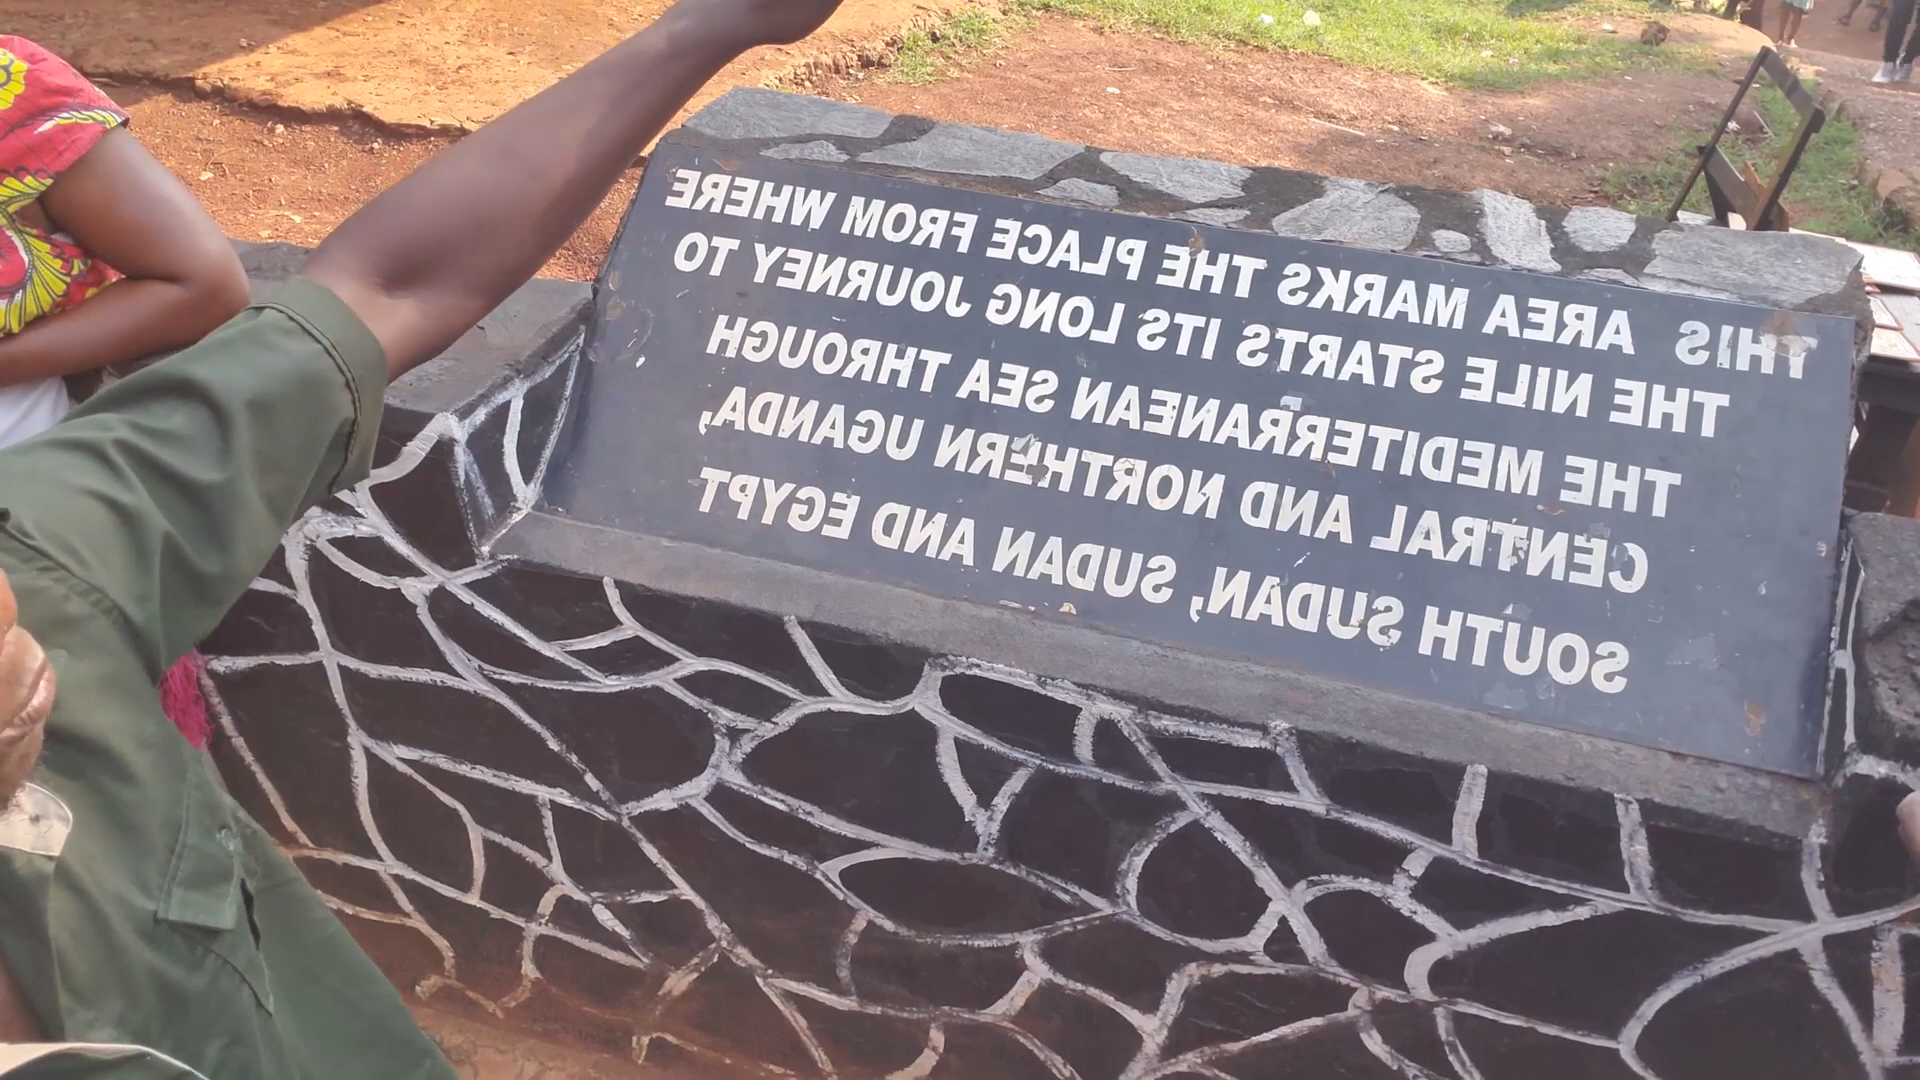 THIS AREA MARKS THE PLACE FROM WHERE
THE NILE STARTS ITS LONG JOURNEY TO
THE MEDITERRANEAN SEA THROUGH
CENTRAL AND NORTHERN UGANDA,
SOUTH SUDAN, SUDAN AND EGYPT